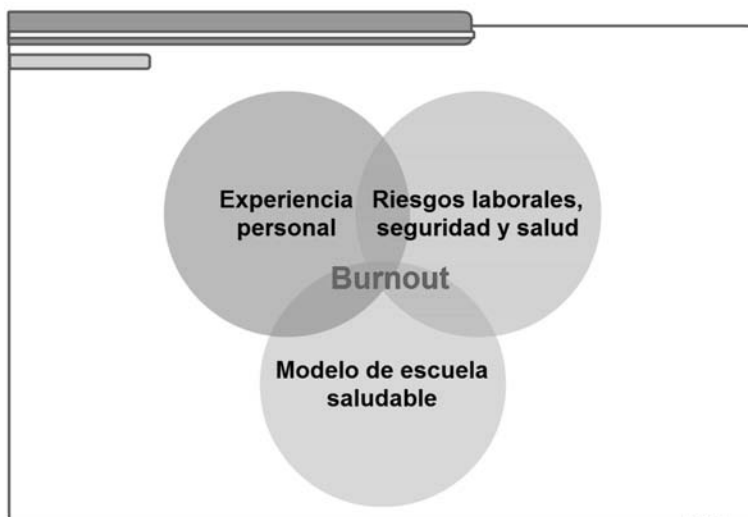 Experiencia
personal
Riesgos laborales,
seguridad y salud
Burnout
Modelo de escuela
saludable